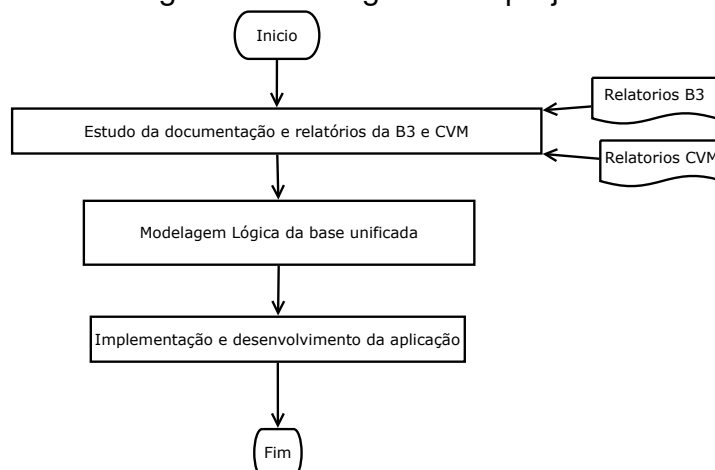 Inicio
Relatorios B3
Estudo da documentação e relatórios da B3 e CVM
Relatorios CVM
Modelagem Lógica da base unificada
Implementação e desenvolvimento da aplicação
Fim